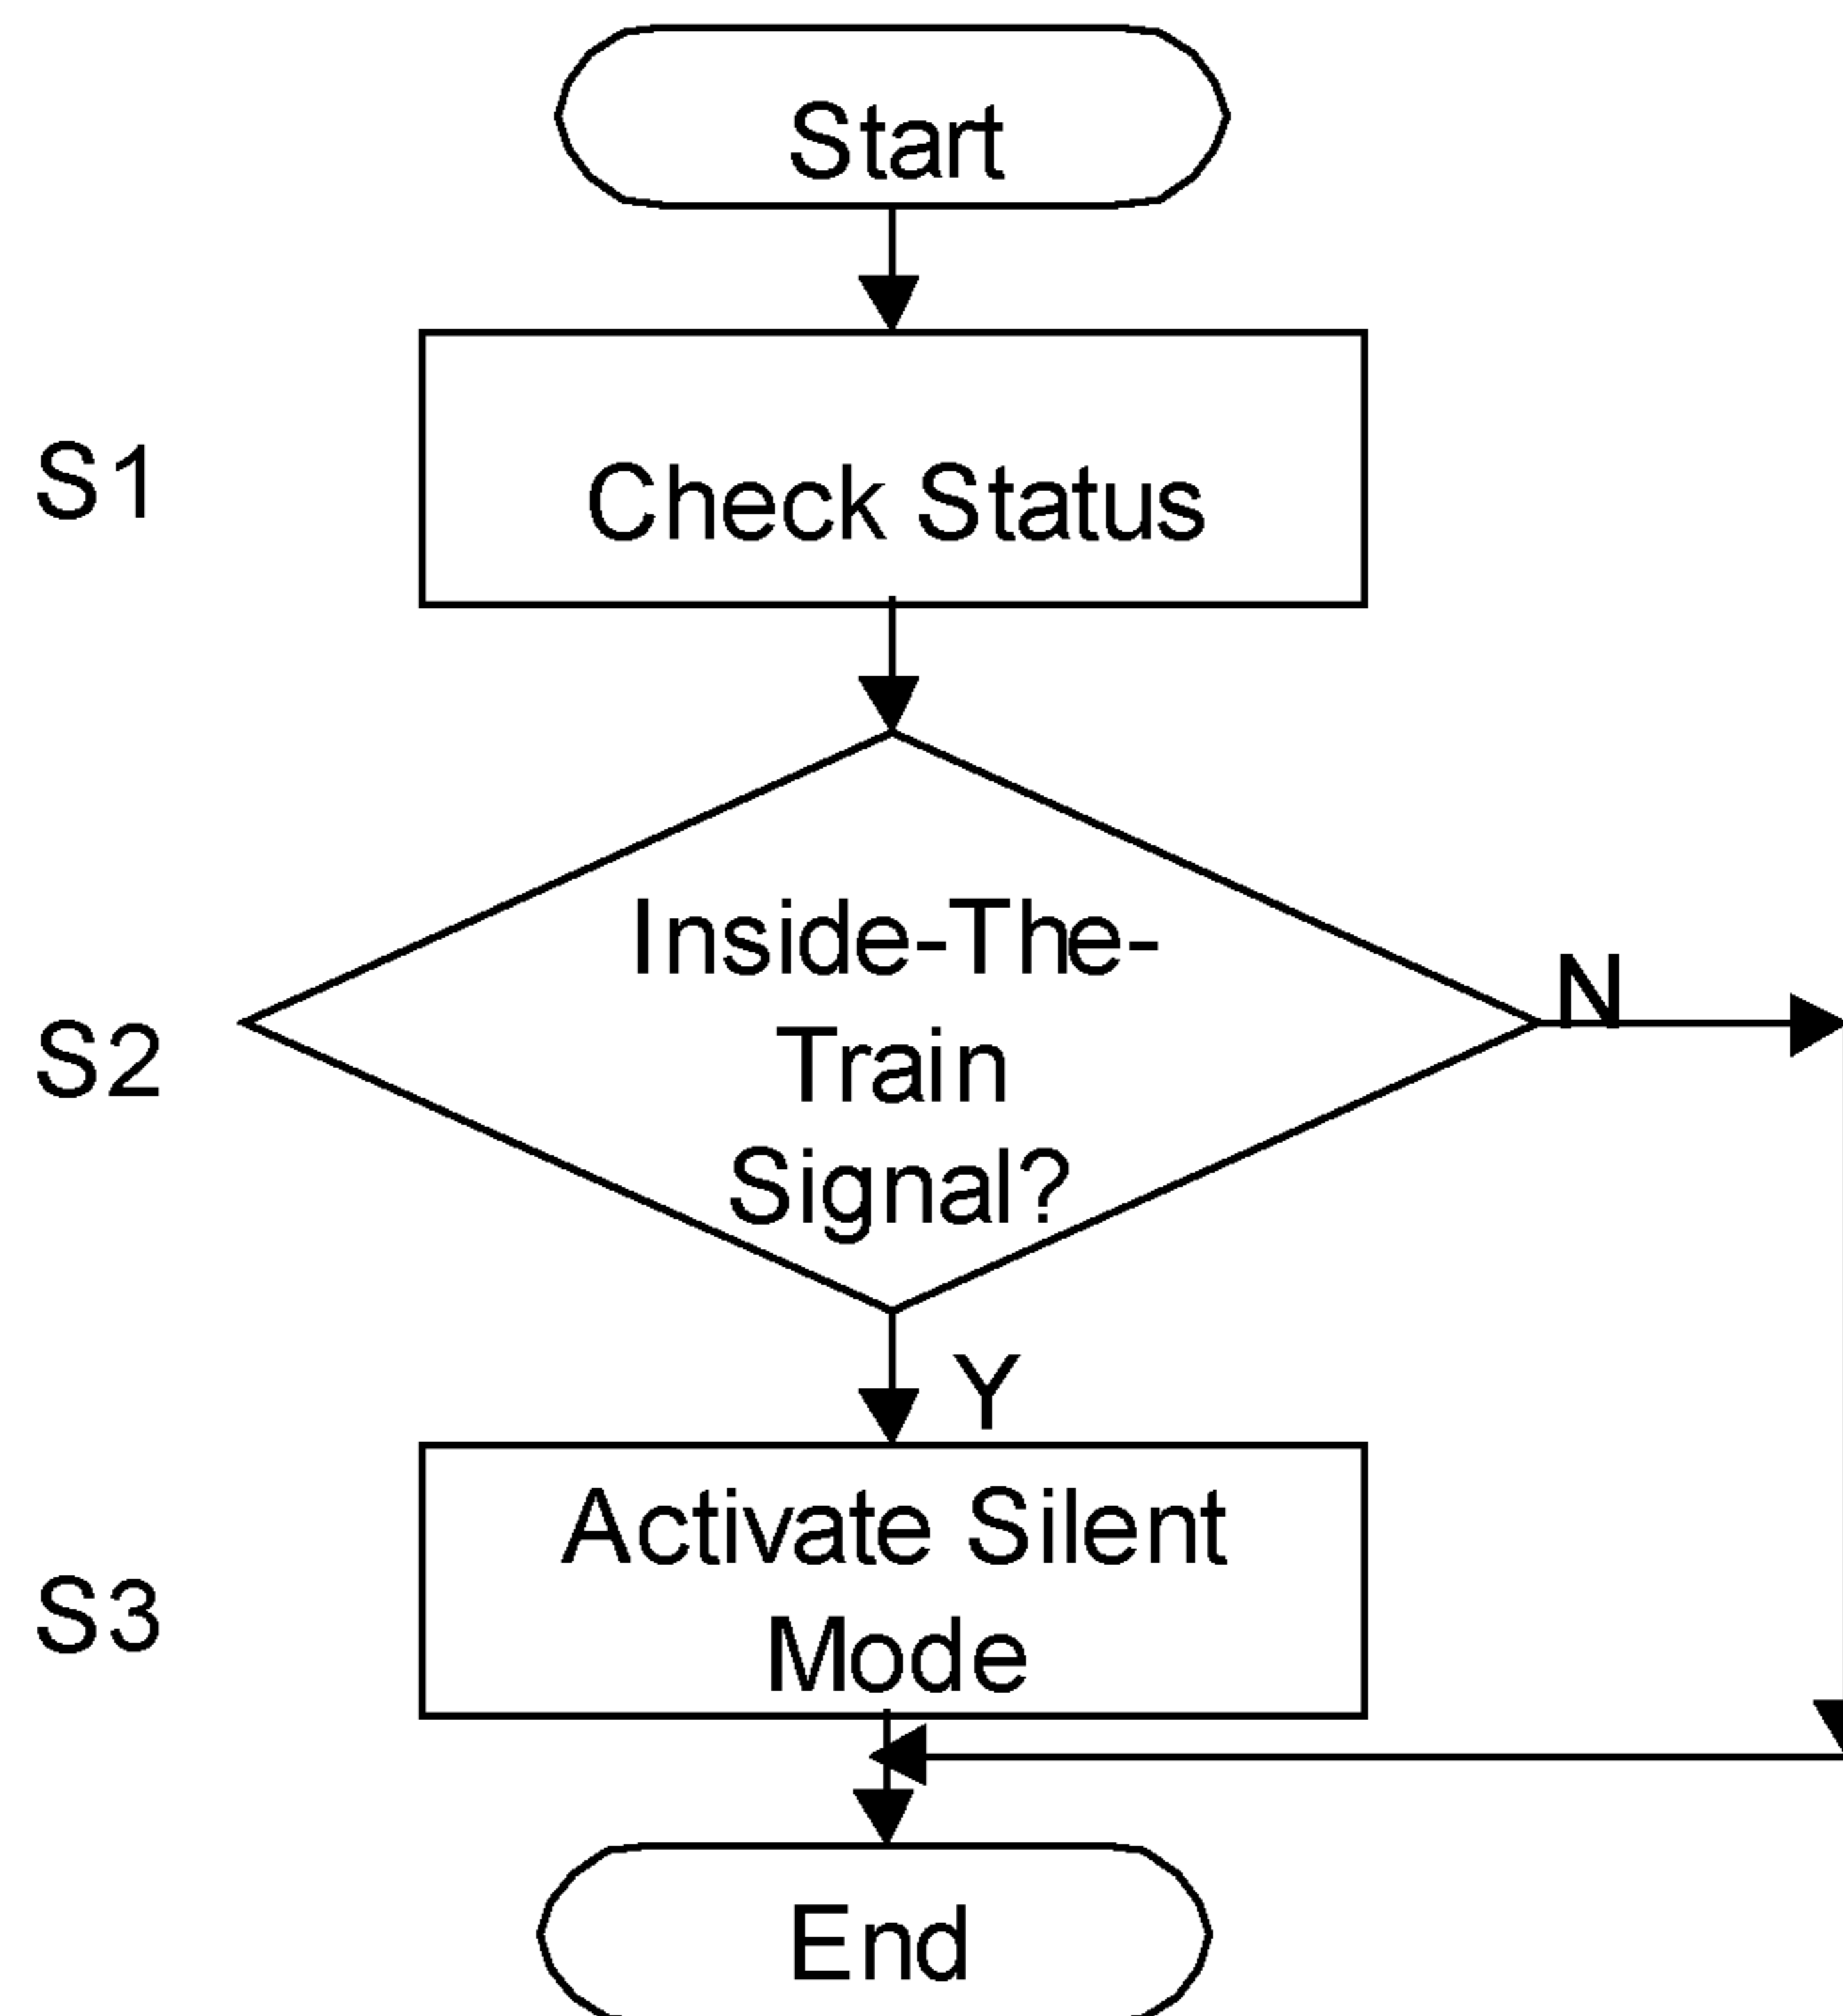 Start
S1
Check Status
S2
Inside-The-
Train
Signal?
N
Y
S3
Activate Silent
Mode
End